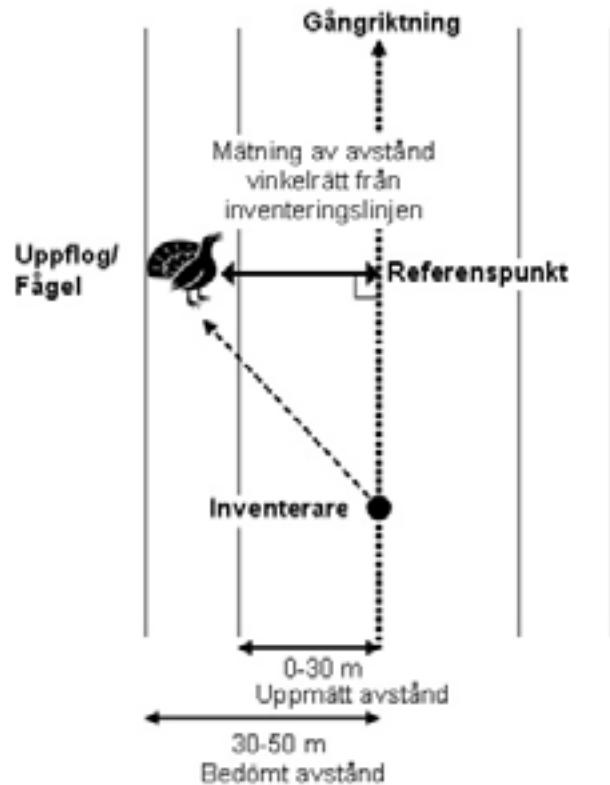 Gångriktning
Mätning av avstånd
vinkelrätt från
inventeringslinjen
Uppflog/
Fågel
Referenspunkt
Inventerare
0-30 m
Uppmätt avstånd
30-50 m
Bedömt avstånd